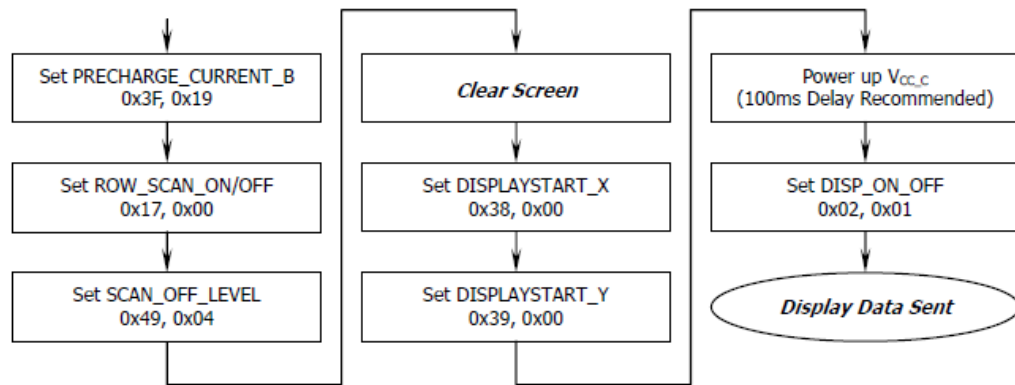 Set PRECHARGE_CURRENT_B
0x3F, 0x19
Set ROW_SCAN_ON/OFF
0x17, 0x00
Set SCAN_OFF_LEVEL
0x49, 0x04
Clear Screen
Set DISPLAYSTART_X
0x38, 0x00
Set DISPLAYSTART_Y
0x39, 0x00
Power up VCC_C
(100ms Delay Recommended)
Set DISP_ON_OFF
0x02, 0x01
Display Data Sent